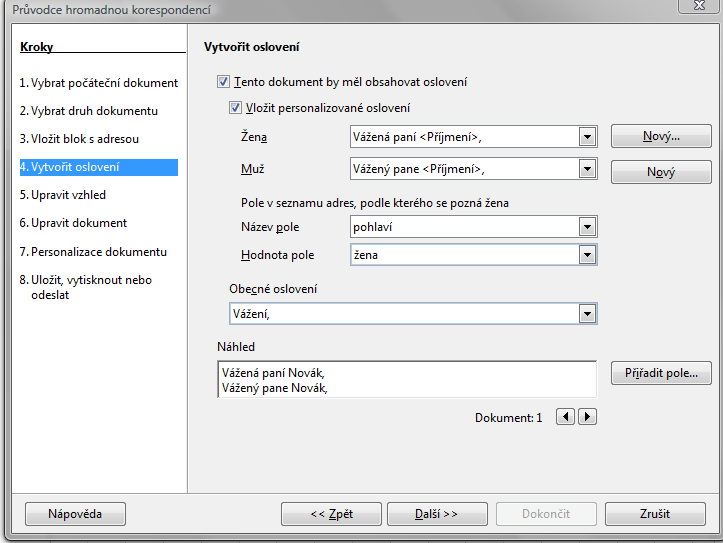 Průvodce hromadnou korespondencí
Kroky
1. Vybrat počáteční dokument
2. Vybrat druh dokumentu
3. Vložit blok s adresou
4. Vytvořit oslovení
5. Upravit vzhled
6. Upravit dokument
7. Personalizace dokumentu
8. Uložit, vytisknout nebo
odeslat
Vytvořit oslovení
Tento dokument by měl obsahovat oslovení
Vložit personalizované oslovení
Žena
Vážená paní <Příjmení>,
Nový...
Muž
Vážený pane <Příjmení>,
Nový
Pole v seznamu adres, podle kterého se pozná žena
Název pole
pohlaví
Hodnota pole
žena
Obecné oslovení
Vážení,
Náhled
Vážená paní Novák,
Vážený pane Novák,
Přiřadit pole...
Dokument: 1
Nápověda
<< Zpět
Další >>
Dokončit
Zrušit